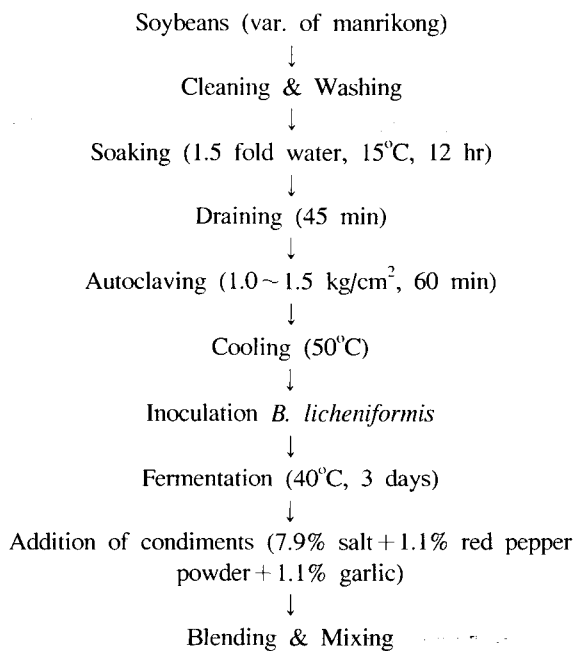 Soybeans (var. of manrikong)
↓
Cleaning & Washing
↓
Soaking (1.5 fold water, 15°C, 12 hr)
↓
Draining (45 min)
↓
Autoclaving (1.0~1.5 kg/cm², 60 min)
↓
Cooling (50°C)
↓
Inoculation B. licheniformis
↓
Fermentation (40°C, 3 days)
↓
Addition of condiments (7.9% salt+1.1% red pepper
powder+1.1% garlic)
↓
Blending & Mixing